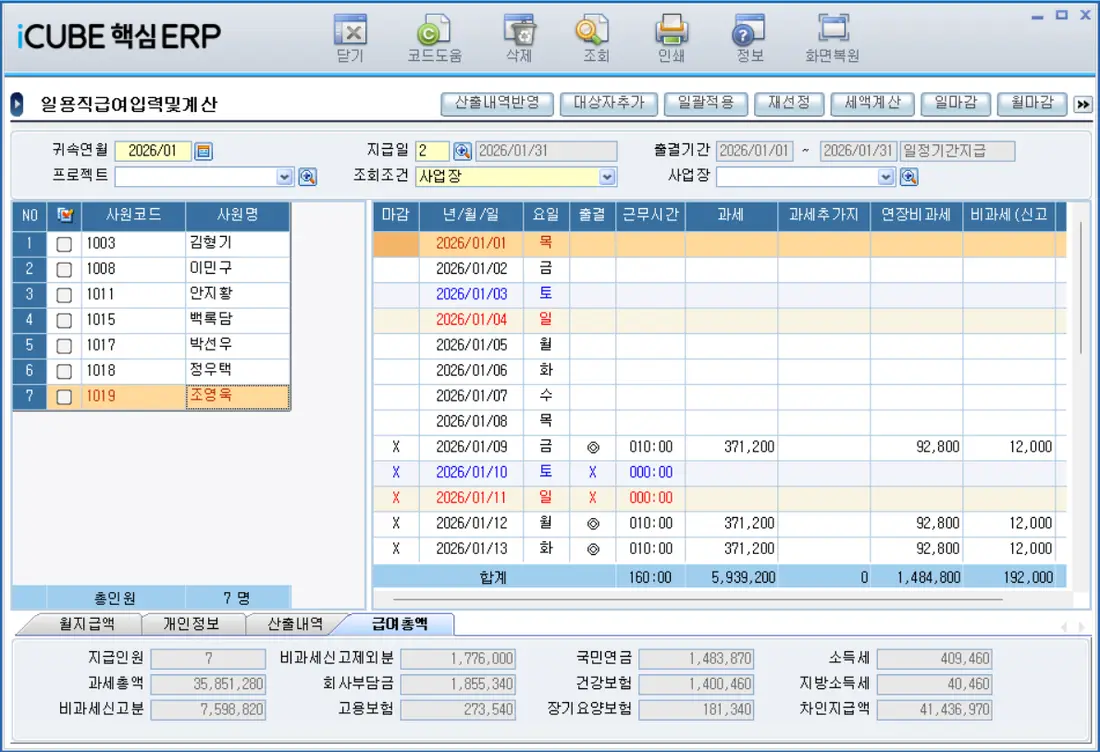 iCUBE 핵심ERP
닫기 코드도움 삭제 조회 인쇄 정보 화면복원
일용직급여입력및계산 산출내역반영 대상자추가 일괄적용 재선정 세액계산 일마감 월마감
귀속연월 2026/01 지급일 2 2026/01/31 출결기간 2026/01/01 ~ 2026/01/31 일정기간지급
프로젝트 조회조건 사업장 사업장
NO 사원코드 사원명
1 1003 김형기
2 1008 이민구
3 1011 안지황
4 1015 백록담
5 1017 박선우
6 1018 정우택
7 1019 조영욱
총인원 7 명
마감 년/월/일 요일 출결 근무시간 과세 과세추가지 연장비과세 비과세(신고
2026/01/01 목
2026/01/02 금
2026/01/03 토
2026/01/04 일
2026/01/05 월
2026/01/06 화
2026/01/07 수
2026/01/08 목
X 2026/01/09 금 ◎ 010:00 371,200 92,800 12,000
X 2026/01/10 토 X 000:00
X 2026/01/11 일 X 000:00
X 2026/01/12 월 ◎ 010:00 371,200 92,800 12,000
X 2026/01/13 화 ◎ 010:00 371,200 92,800 12,000
합계 160:00 5,939,200 0 1,484,800 192,000
월지급액 개인정보 산출내역 급여총액
지급인원 7 비과세신고제외분 1,776,000 국민연금 1,483,870 소득세 409,460
과세총액 35,851,280 회사부담금 1,855,340 건강보험 1,400,460 지방소득세 40,460
비과세신고분 7,598,820 고용보험 273,540 장기요양보험 181,340 차인지급액 41,436,970